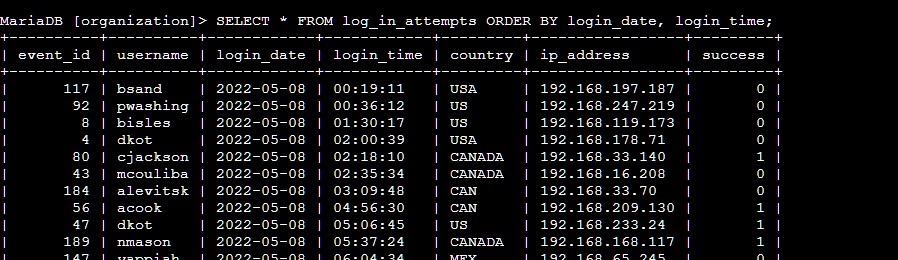 MariaDB [organization]> SELECT * FROM log_in_attempts ORDER BY login_date, login_time;
+----------+----------+------------+------------+---------+-----------------+---------+
| event_id | username | login_date | login_time | country | ip_address      | success |
+----------+----------+------------+------------+---------+-----------------+---------+
|      117 | bsand    | 2022-05-08 | 00:19:11   | USA     | 192.168.197.187 |       0 |
|       92 | pwashing | 2022-05-08 | 00:36:12   | US      | 192.168.247.219 |       0 |
|        8 | bisles   | 2022-05-08 | 01:30:17   | US      | 192.168.119.173 |       0 |
|        4 | dkot     | 2022-05-08 | 02:00:39   | USA     | 192.168.178.71  |       0 |
|       80 | cjackson | 2022-05-08 | 02:18:10   | CANADA  | 192.168.33.140  |       1 |
|       43 | mcouliba | 2022-05-08 | 02:35:34   | CANADA  | 192.168.16.208  |       0 |
|      184 | alevitsk | 2022-05-08 | 03:09:48   | CAN     | 192.168.33.70   |       0 |
|       56 | acook    | 2022-05-08 | 04:56:30   | CAN     | 192.168.209.130 |       1 |
|       47 | dkot     | 2022-05-08 | 05:06:45   | US      | 192.168.233.24  |       1 |
|      189 | nmason   | 2022-05-08 | 05:37:24   | CANADA  | 192.168.168.117 |       1 |
|      147 | yappiah  | 2022-05-08 | 06:04:34   | MEX     | 192.168.65.245  |       0 |